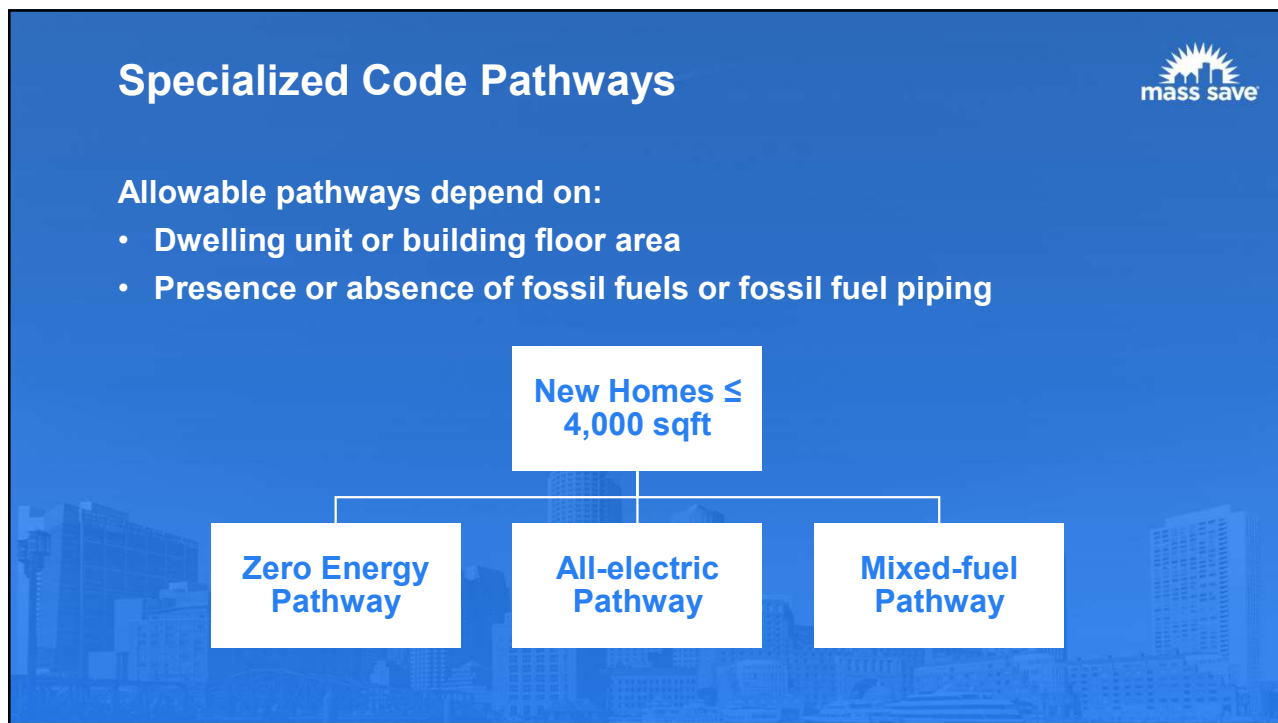 Specialized Code Pathways
mass save
Allowable pathways depend on:
• Dwelling unit or building floor area
• Presence or absence of fossil fuels or fossil fuel piping
New Homes ≤
4,000 sqft
Zero Energy
Pathway
All-electric
Pathway
Mixed-fuel
Pathway